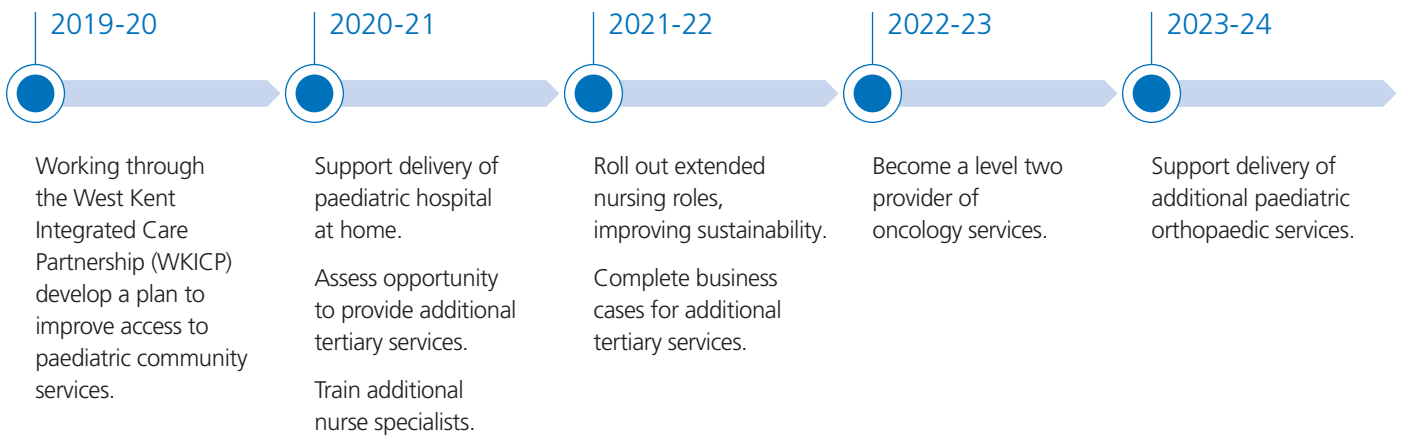 2019-20
Working through
the West Kent
Integrated Care
Partnership (WKICP)
develop a plan to
improve access to
paediatric community
services.
2020-21
Support delivery of
paediatric hospital
at home.
Assess opportunity
to provide additional
tertiary services.
Train additional
nurse specialists.
2021-22
Roll out extended
nursing roles,
improving sustainability.
Complete business
cases for additional
tertiary services.
2022-23
Become a level two
provider of
oncology services.
2023-24
Support delivery of
additional paediatric
orthopaedic services.